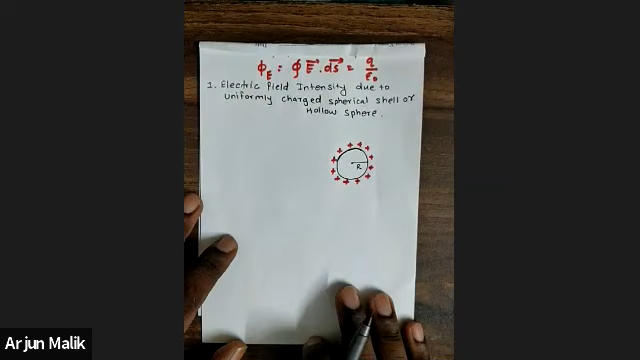 ϕE = ∮ E⃗ . ds⃗ = q/ε0
1. Electric Field Intensity due to
uniformly charged spherical shell or
Hollow sphere.
R
Arjun Malik